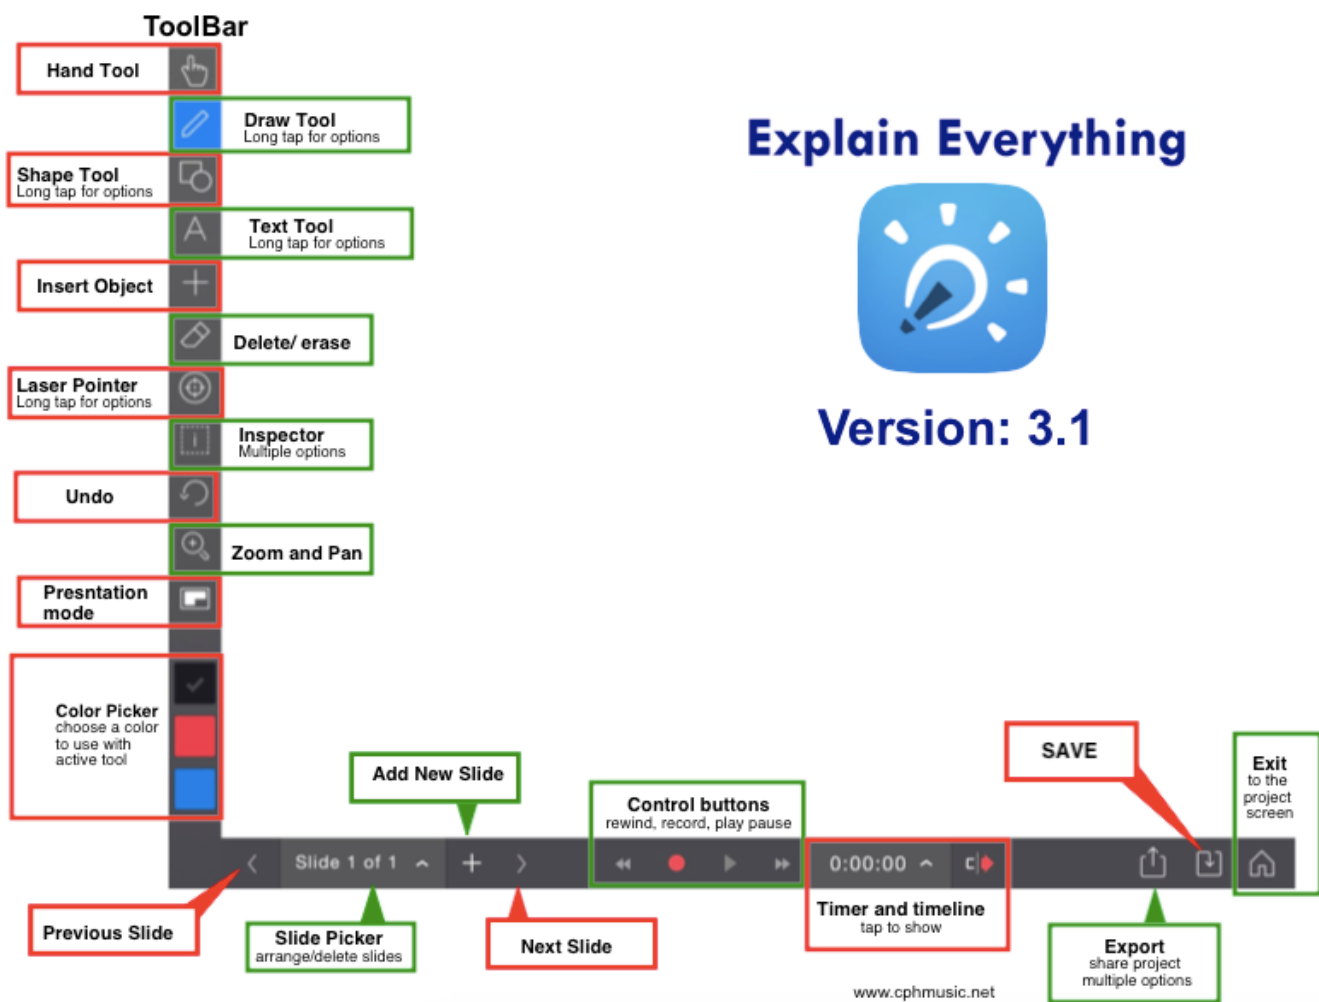 ToolBar
Hand Tool
Draw Tool
Long tap for options
Shape Tool
Long tap for options
Text Tool
Long tap for options
Insert Object
Delete/ erase
Laser Pointer
Long tap for options
Inspector
Multiple options
Undo
Zoom and Pan
Presntation
mode
Color Picker
choose a color
to use with
active tool
Explain Everything
Version: 3.1
Add New Slide
Control buttons
rewind, record, play pause
SAVE
Exit
to the
project
screen
Slide 1 of 1
0:00:00
Previous Slide
Slide Picker
arrange/delete slides
Next Slide
Timer and timeline
tap to show
Export
share project
multiple options
www.cphmusic.net